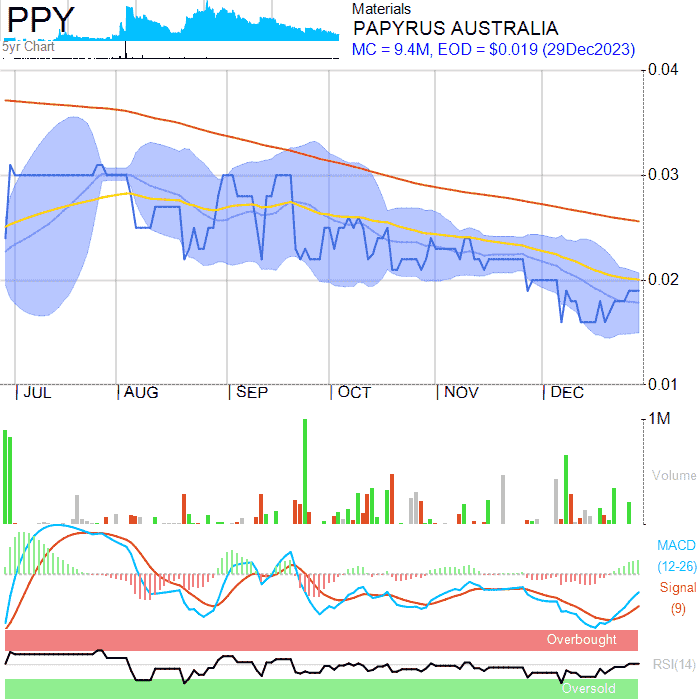 PPY
5yr Chart
Materials
PAPYRUS AUSTRALIA
MC = 9.4M, EOD = $0.019 (29Dec2023)
0.04
0.03
0.02
0.01
JUL AUG SEP OCT NOV DEC
1M
Volume
MACD
(12-26)
Signal
(9)
Overbought
RSI(14)
Oversold